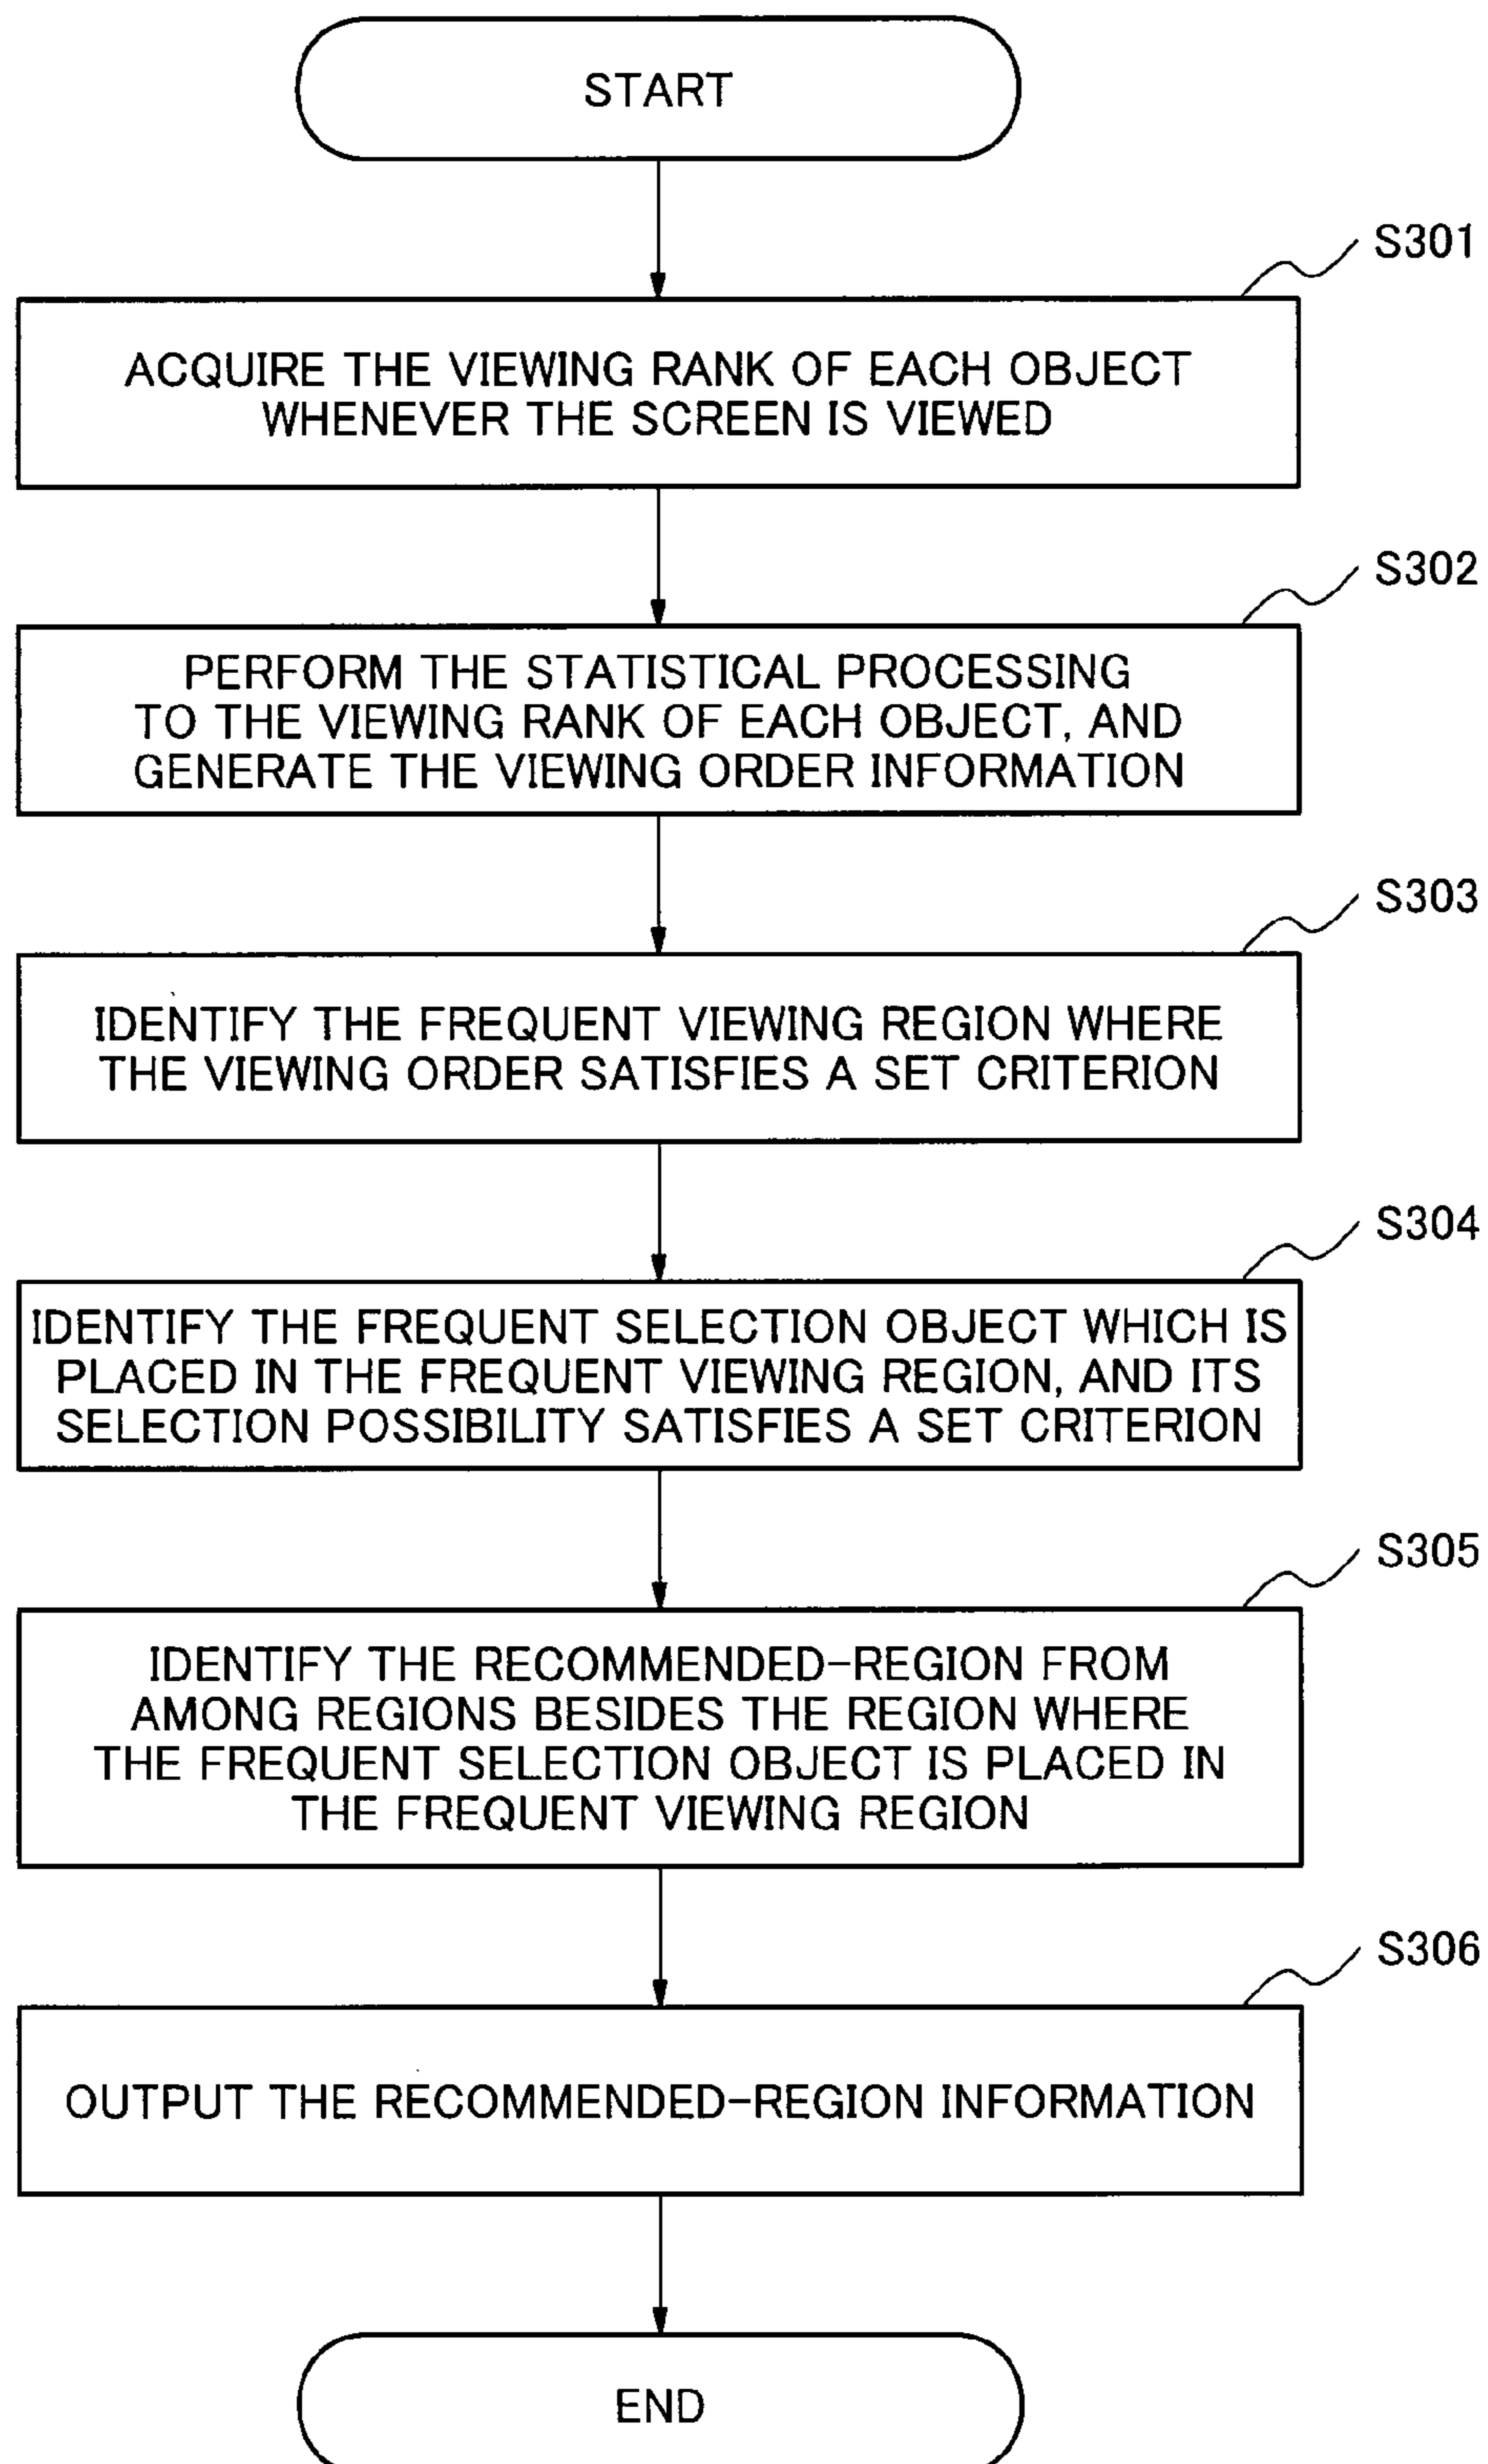 START
S301
ACQUIRE THE VIEWING RANK OF EACH OBJECT
WHENEVER THE SCREEN IS VIEWED
S302
PERFORM THE STATISTICAL PROCESSING
TO THE VIEWING RANK OF EACH OBJECT, AND
GENERATE THE VIEWING ORDER INFORMATION
S303
IDENTIFY THE FREQUENT VIEWING REGION WHERE
THE VIEWING ORDER SATISFIES A SET CRITERION
S304
IDENTIFY THE FREQUENT SELECTION OBJECT WHICH IS
PLACED IN THE FREQUENT VIEWING REGION, AND ITS
SELECTION POSSIBILITY SATISFIES A SET CRITERION
S305
IDENTIFY THE RECOMMENDED-REGION FROM
AMONG REGIONS BESIDES THE REGION WHERE
THE FREQUENT SELECTION OBJECT IS PLACED IN
THE FREQUENT VIEWING REGION
S306
OUTPUT THE RECOMMENDED-REGION INFORMATION
END